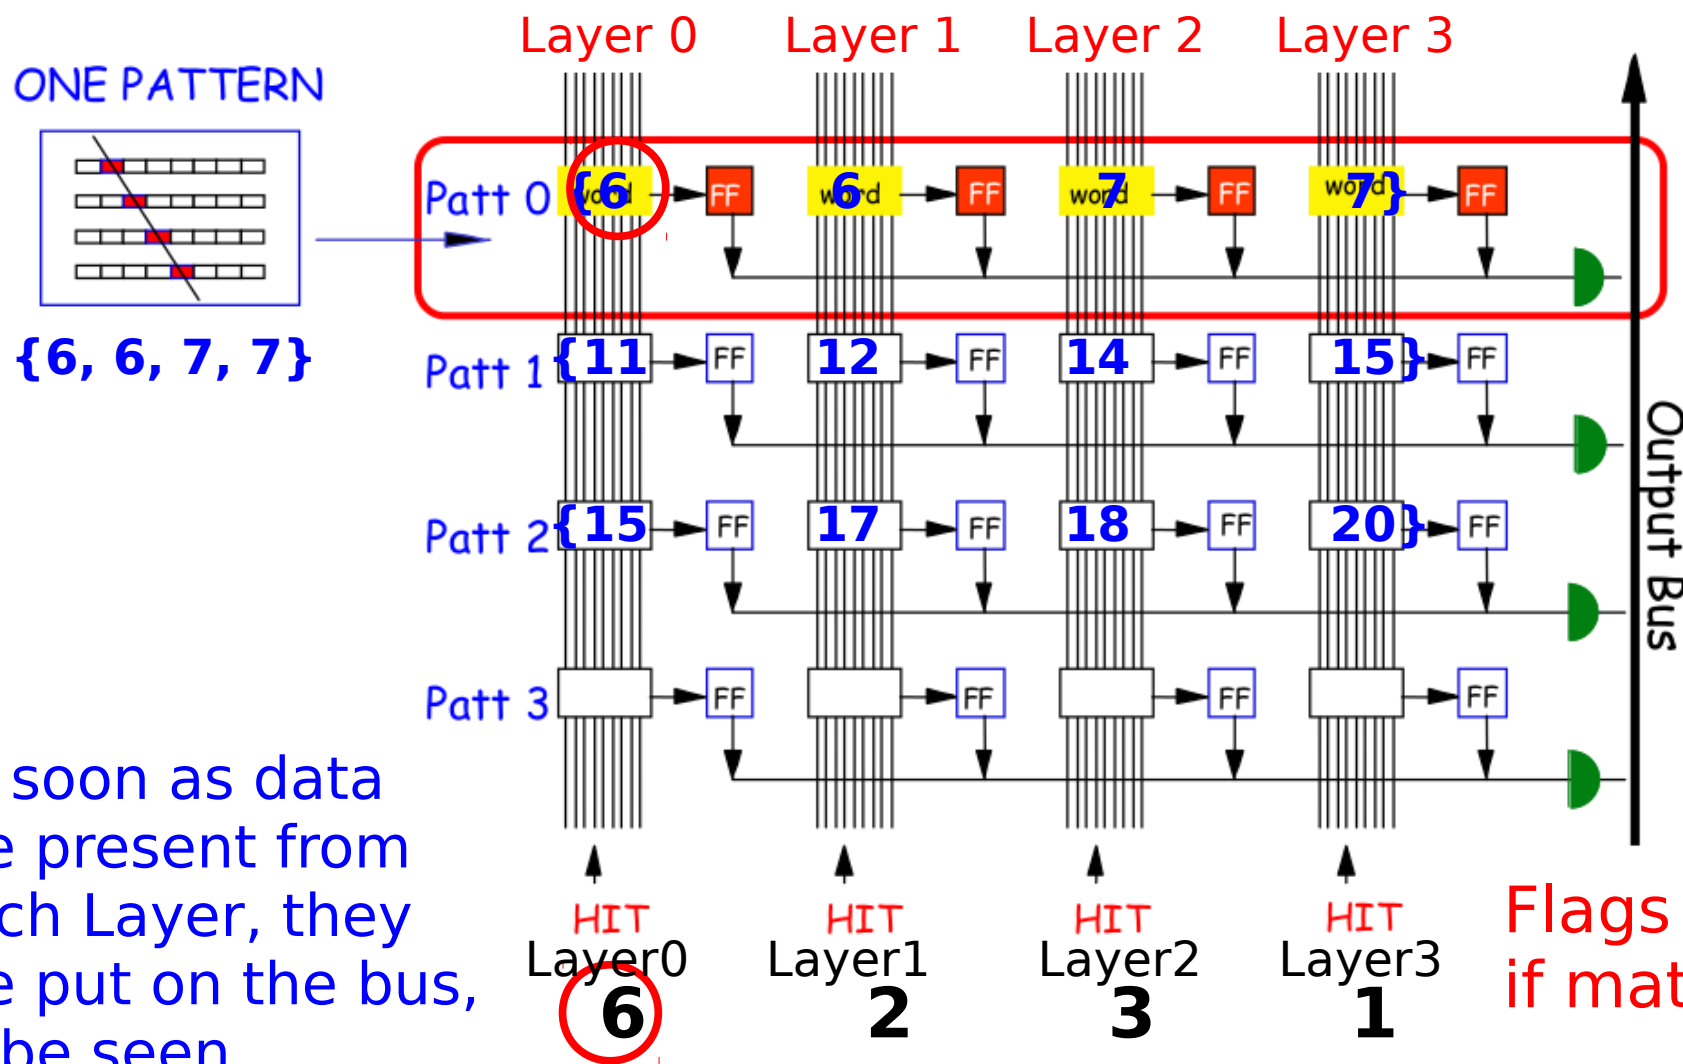 Layer 0 Layer 1 Layer 2 Layer 3
ONE PATTERN
{6, 6, 7, 7}
Patt 0 {6 word FF 6 word FF 7 word FF 7} word FF
Patt 1 {11 FF 12 FF 14 FF 15} FF
Patt 2 {15 FF 17 FF 18 FF 20} FF
Patt 3 FF FF FF FF
Output Bus
soon as data
e present from
ch Layer, they
e put on the bus,
be seen
HIT HIT HIT HIT
Layer0 Layer1 Layer2 Layer3
6 2 3 1
Flags
if mat